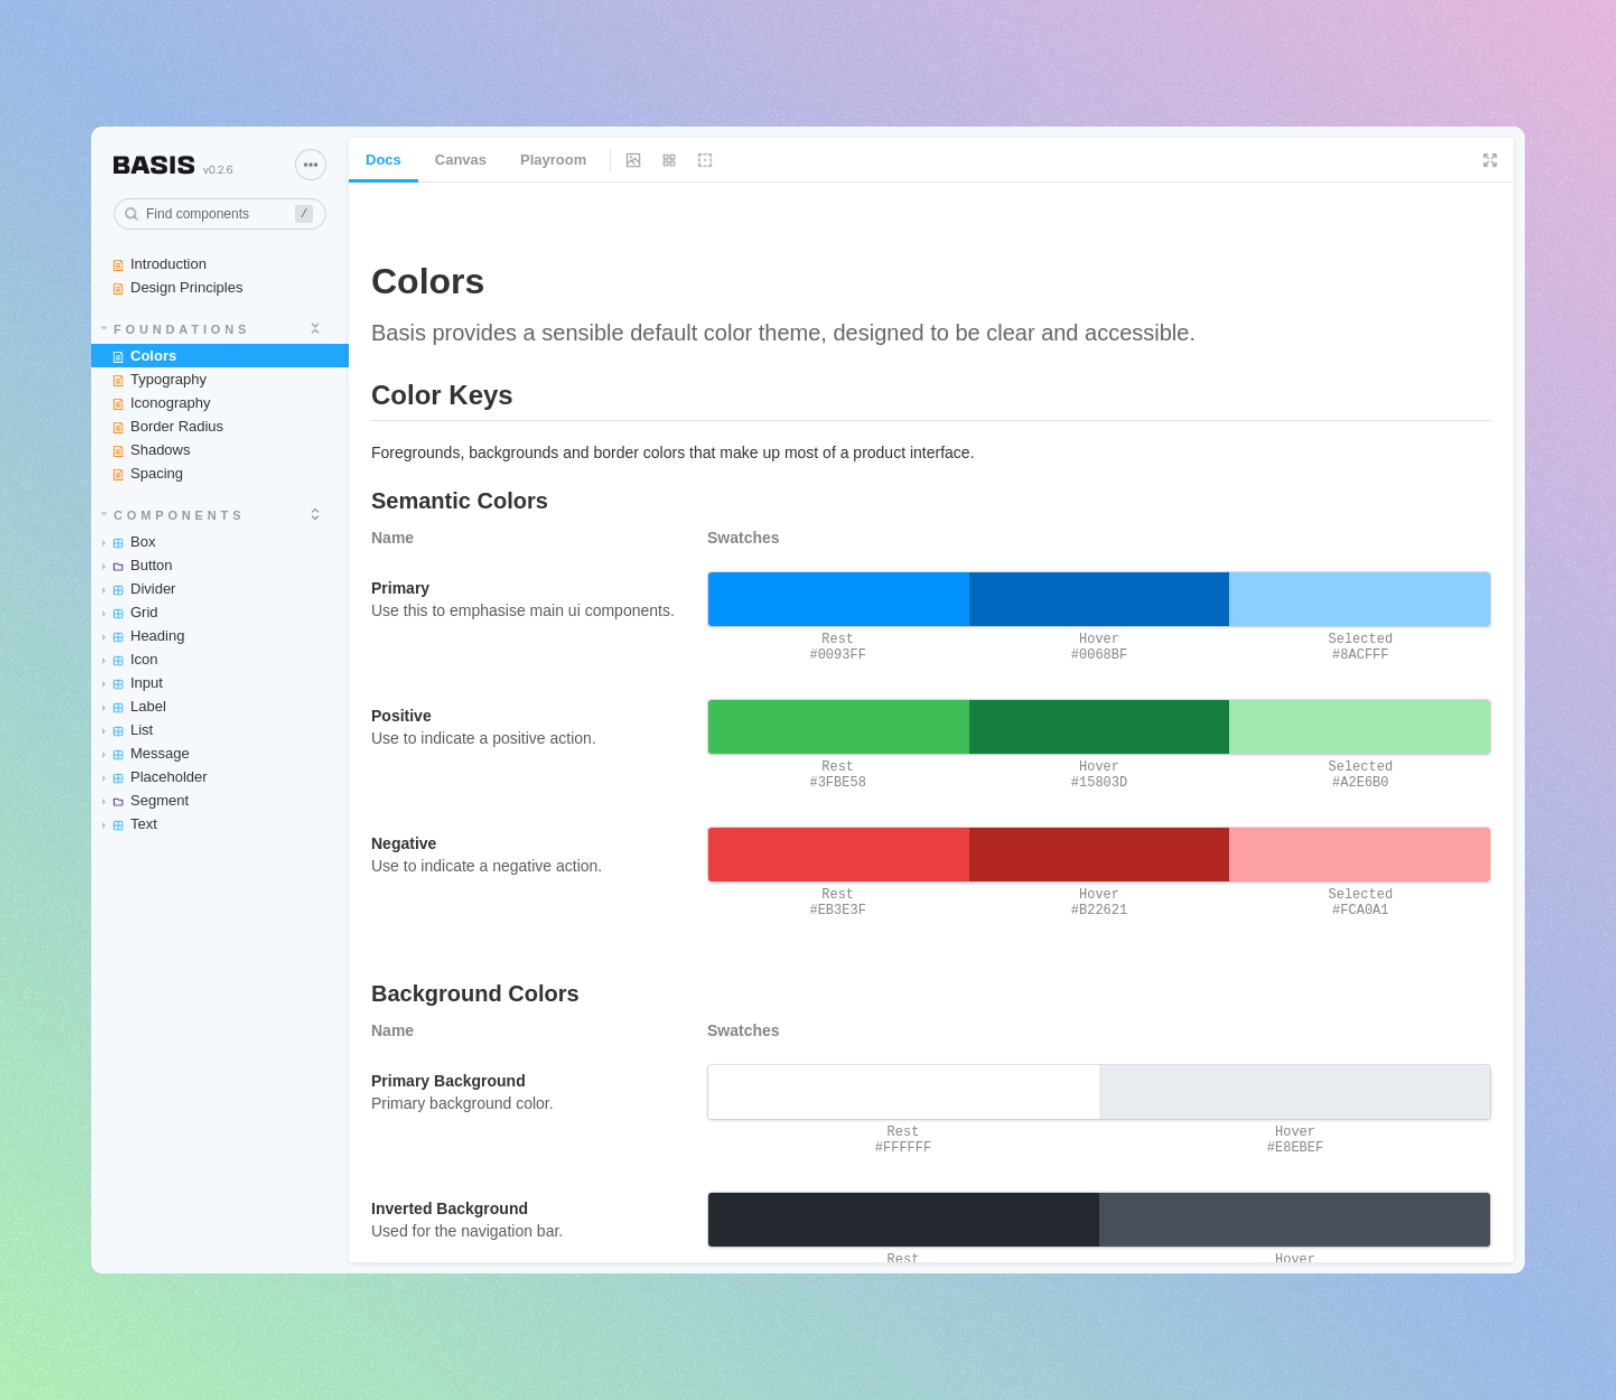 BASIS v0.2.6
Find components /
Introduction
Design Principles
FOUNDATIONS
Colors
Typography
Iconography
Border Radius
Shadows
Spacing
COMPONENTS
Box
Button
Divider
Grid
Heading
Icon
Input
Label
List
Message
Placeholder
Segment
Text
Docs Canvas Playroom
Colors
Basis provides a sensible default color theme, designed to be clear and accessible.
Color Keys
Foregrounds, backgrounds and border colors that make up most of a product interface.
Semantic Colors
Name Swatches
Primary
Use this to emphasise main ui components.
Rest Hover Selected
#0093FF #0068BF #8ACFFF
Positive
Use to indicate a positive action.
Rest Hover Selected
#3FBE58 #15803D #A2E6B0
Negative
Use to indicate a negative action.
Rest Hover Selected
#EB3E3F #B22621 #FCA0A1
Background Colors
Name Swatches
Primary Background
Primary background color.
Rest Hover
#FFFFFF #E8EBEF
Inverted Background
Used for the navigation bar.
Rest Hover